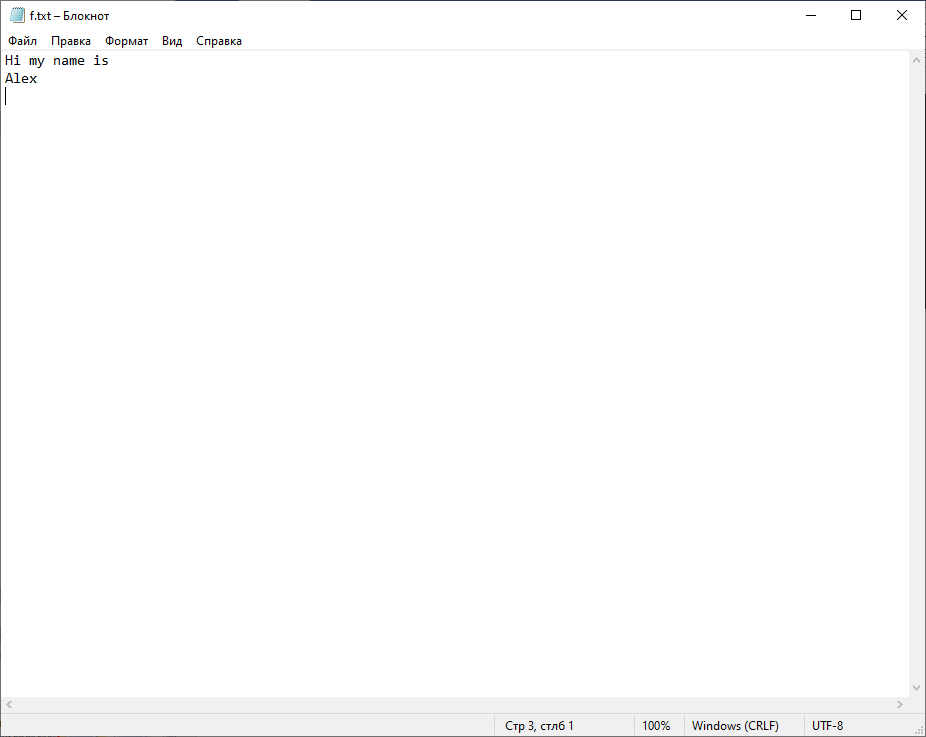 f.txt – Блокнот
Файл Правка Формат Вид Справка
Hi my name is
Alex
Стр 3, стлб 1 100% Windows (CRLF) UTF-8